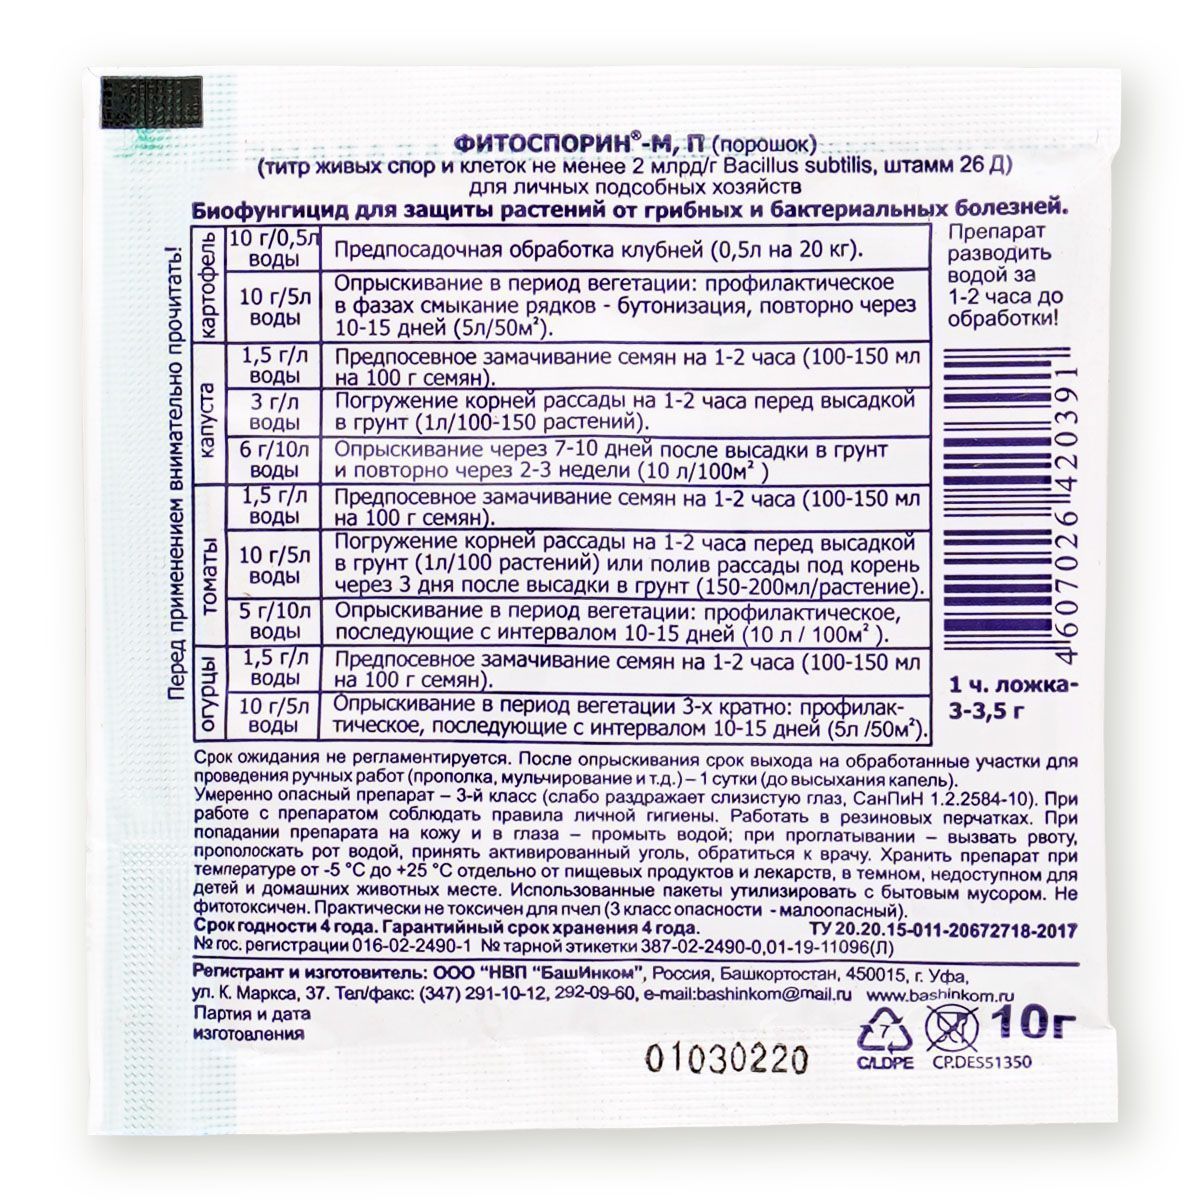 ФИТОСПОРИН®-М, П (порошок)
(титр живых спор и клеток не менее 2 млрд/г Bacillus subtilis, штамм 26 Д)
для личных подсобных хозяйств
Биофунгицид для защиты растений от грибных и бактериальных болезней.
Перед применением внимательно прочитать!
картофель
10 г/0,5л
воды
Предпосадочная обработка клубней (0,5л на 20 кг).
10 г/5л
воды
Опрыскивание в период вегетации: профилактическое
в фазах смыкание рядков - бутонизация, повторно через
10-15 дней (5л/50м²).
капуста
1,5 г/л
воды
Предпосевное замачивание семян на 1-2 часа (100-150 мл
на 100 г семян).
3 г/л
воды
Погружение корней рассады на 1-2 часа перед высадкой
в грунт (1л/100-150 растений).
6 г/10л
воды
Опрыскивание через 7-10 дней после высадки в грунт
и повторно через 2-3 недели (10 л/100м² )
томаты
1,5 г/л
воды
Предпосевное замачивание семян на 1-2 часа (100-150 мл
на 100 г семян).
10 г/5л
воды
Погружение корней рассады на 1-2 часа перед высадкой
в грунт (1л/100 растений) или полив рассады под корень
через 3 дня после высадки в грунт (150-200мл/растение).
5 г/10л
воды
Опрыскивание в период вегетации: профилактическое,
последующие с интервалом 10-15 дней (10 л / 100м² ).
огурцы
1,5 г/л
воды
Предпосевное замачивание семян на 1-2 часа (100-150 мл
на 100 г семян).
10 г/5л
воды
Опрыскивание в период вегетации 3-х кратно: профилак-
тическое, последующие с интервалом 10-15 дней (5л /50м²).
Препарат
разводить
водой за
1-2 часа до
обработки!
4607026420391
1 ч. ложка-
3-3,5 г
Срок ожидания не регламентируется. После опрыскивания срок выхода на обработанные участки для
проведения ручных работ (прополка, мульчирование и т.д.) – 1 сутки (до высыхания капель).
Умеренно опасный препарат – 3-й класс (слабо раздражает слизистую глаз, СанПиН 1.2.2584-10). При
работе с препаратом соблюдать правила личной гигиены. Работать в резиновых перчатках. При
попадании препарата на кожу и в глаза – промыть водой; при проглатывании – вызвать рвоту,
прополоскать рот водой, принять активированный уголь, обратиться к врачу. Хранить препарат при
температуре от -5 °С до +25 °С отдельно от пищевых продуктов и лекарств, в темном, недоступном для
детей и домашних животных месте. Использованные пакеты утилизировать с бытовым мусором. Не
фитотоксичен. Практически не токсичен для пчел (3 класс опасности - малоопасный).
Срок годности 4 года. Гарантийный срок хранения 4 года. ТУ 20.20.15-011-20672718-2017
№ гос. регистрации 016-02-2490-1 № тарной этикетки 387-02-2490-0,01-19-11096(Л)
Регистрант и изготовитель: ООО "НВП "БашИнком", Россия, Башкортостан, 450015, г. Уфа,
ул. К. Маркса, 37. Тел/факс: (347) 291-10-12, 292-09-60, e-mail:bashinkom@mail.ru www.bashinkom.ru
Партия и дата
изготовления
01030220
7
C/LDPE
CP.DES51350
10г